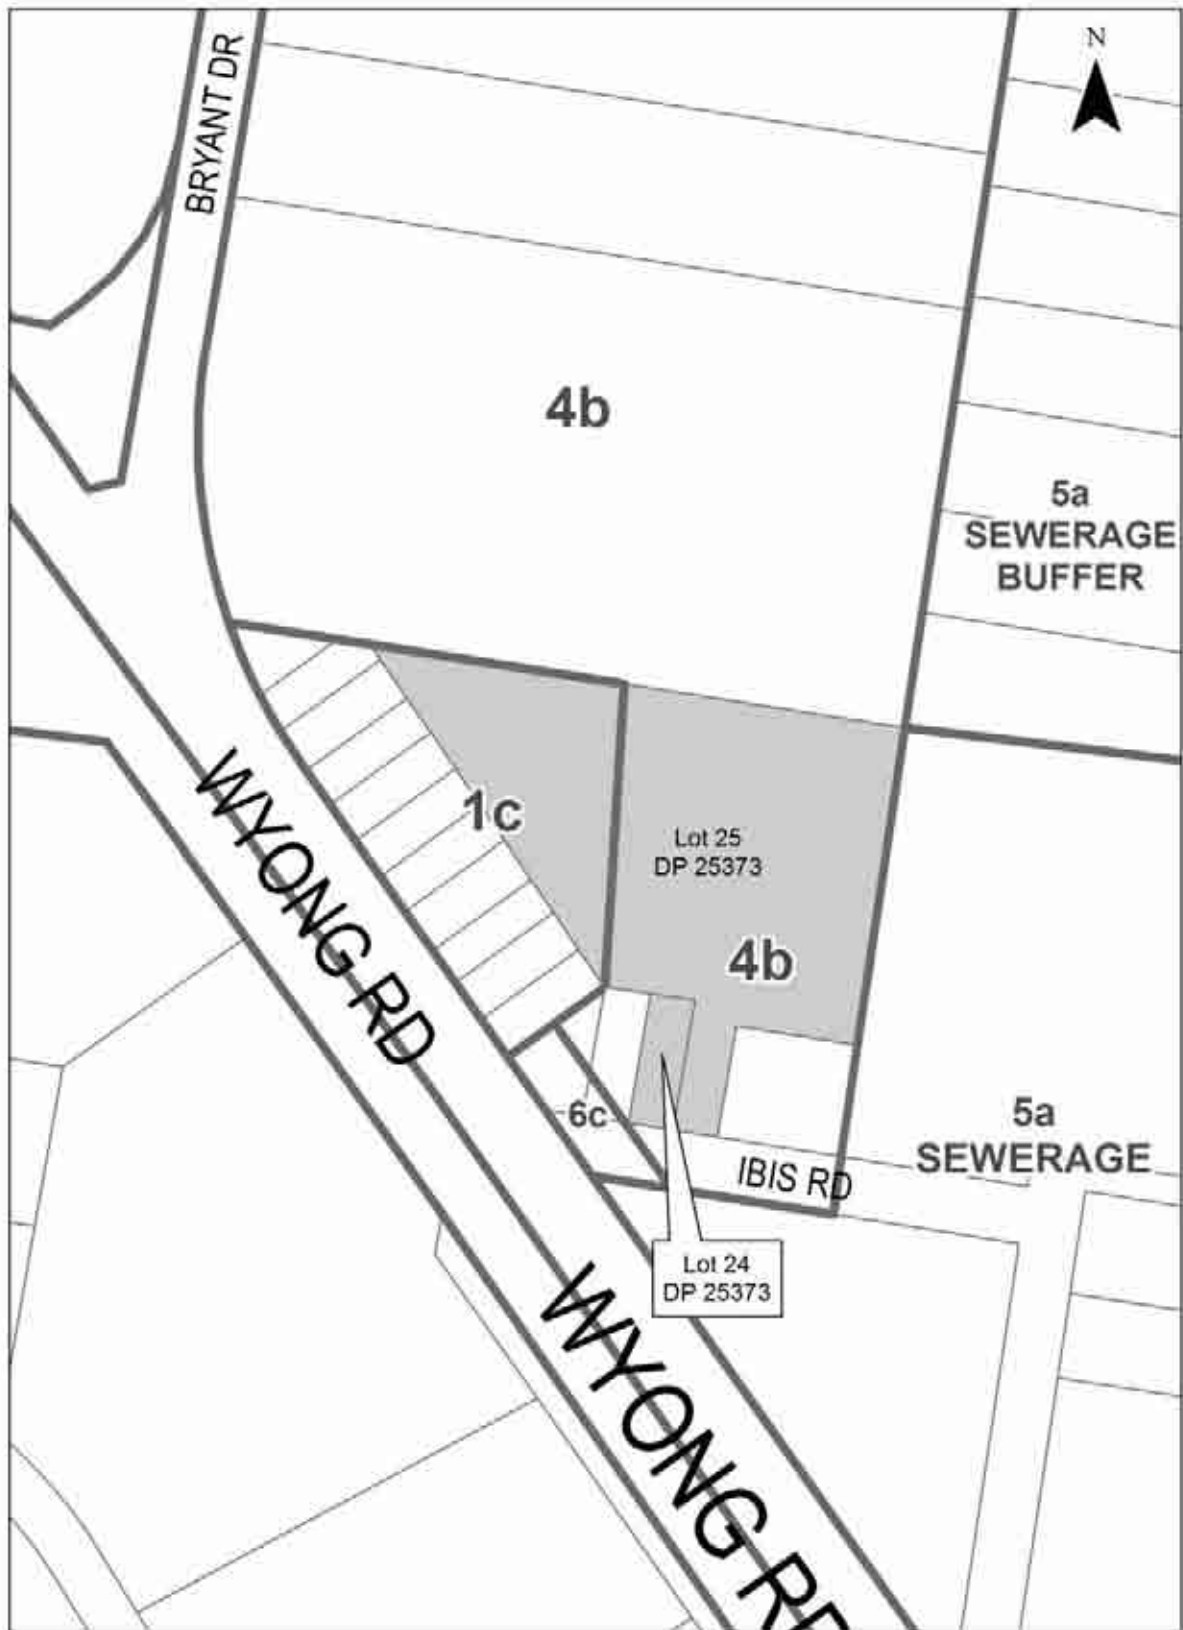 N
BRYANT DR
4b
5a
SEWERAGE
BUFFER
WYONG RD
1c
Lot 25
DP 25373
4b
6c
5a
SEWERAGE
IBIS RD
Lot 24
DP 25373
WYONG RD